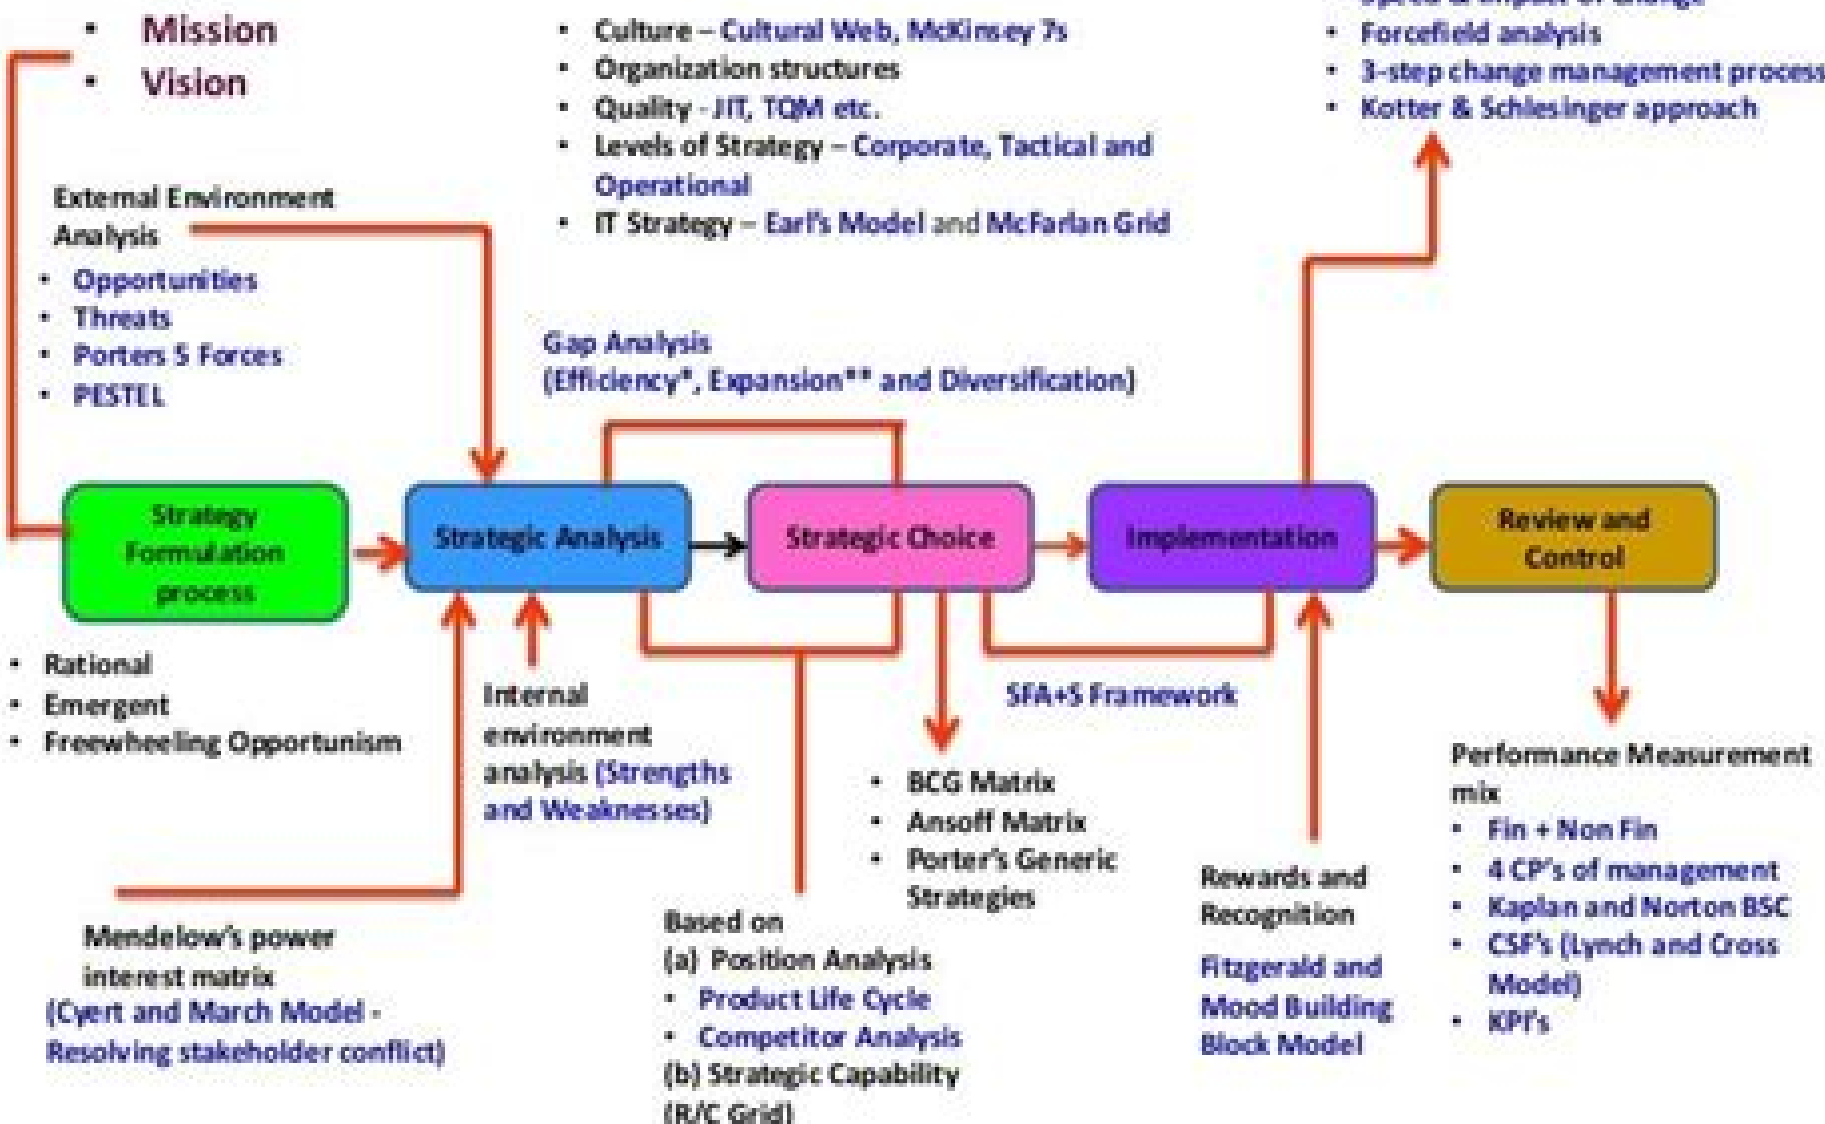 • Mission
• Vision
• Culture – Cultural Web, McKinsey 7s
• Organization structures
• Quality - JIT, TQM etc.
• Levels of Strategy – Corporate, Tactical and
Operational
• IT Strategy – Earl's Model and McFarlan Grid
• Forcefield analysis
• 3-step change management process
• Kotter & Schlesinger approach
External Environment
Analysis
• Opportunities
• Threats
• Porters 5 Forces
• PESTEL
Gap Analysis
(Efficiency*, Expansion** and Diversification)
Strategy
Formulation
process
Strategic Analysis
Strategic Choice
Implementation
Review and
Control
• Rational
• Emergent
• Freewheeling Opportunism
Internal
environment
analysis (Strengths
and Weaknesses)
SFA+S Framework
• BCG Matrix
• Ansoff Matrix
• Porter's Generic
Strategies
Mendelow's power
interest matrix
(Cyert and March Model -
Resolving stakeholder conflict)
Based on
(a) Position Analysis
• Product Life Cycle
• Competitor Analysis
(b) Strategic Capability
(R/C Grid)
Rewards and
Recognition
Fitzgerald and
Mood Building
Block Model
Performance Measurement
mix
• Fin + Non Fin
• 4 CP's of management
• Kaplan and Norton BSC
• CSF's (Lynch and Cross
Model)
• KPI's